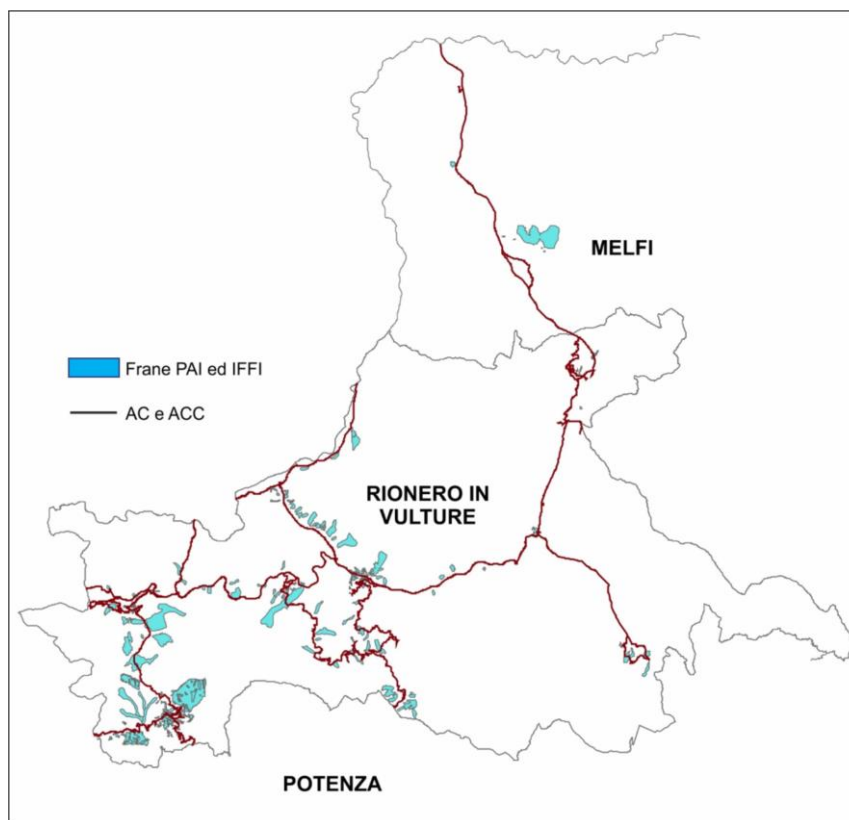 MELFI
Frane PAI ed IFFI
AC e ACC
RIONERO IN
VULTURE
POTENZA